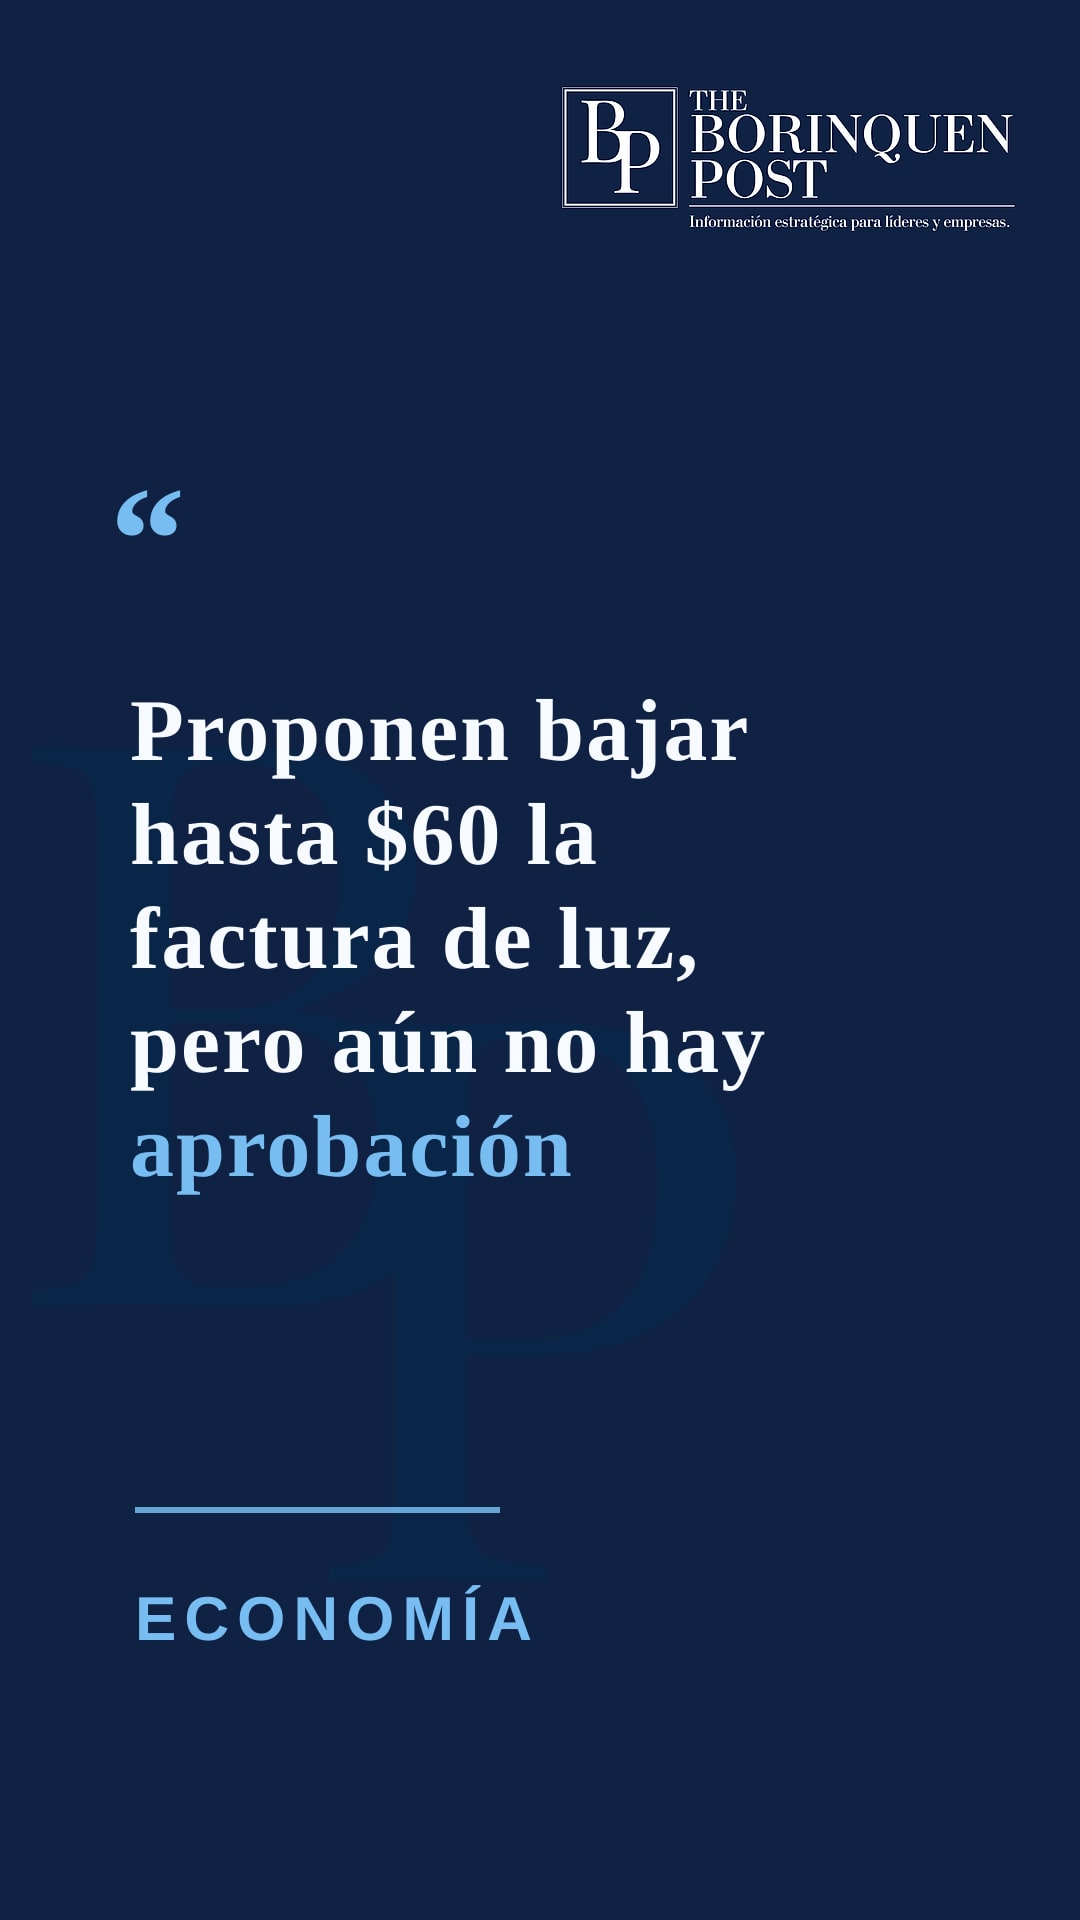 BP
THE
BORINQUEN
POST
Información estratégica para líderes y empresas.
“
Proponen bajar
hasta $60 la
factura de luz,
pero aún no hay
aprobación
ECONOMÍA